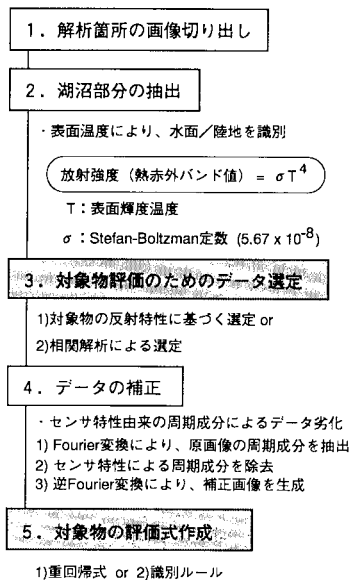 1．解析箇所の画像切り出し
2．湖沼部分の抽出
・表面温度により、水面／陸地を識別
放射強度（熱赤外バンド値）= σT⁴
T：表面輝度温度
σ：Stefan-Boltzman定数 (5.67 x 10⁻⁸)
3．対象物評価のためのデータ選定
1)対象物の反射特性に基づく選定 or
2)相関解析による選定
4．データの補正
・センサ特性由来の周期成分によるデータ劣化
1) Fourier変換により、原画像の周期成分を抽出
2) センサ特性による周期成分を除去
3) 逆Fourier変換により、補正画像を生成
5．対象物の評価式作成
1)重回帰式 or 2)識別ルール